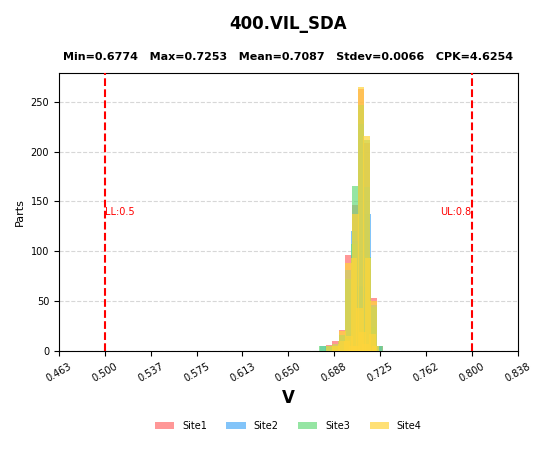 400.VIL_SDA
Min=0.6774 Max=0.7253 Mean=0.7087 Stdev=0.0066 CPK=4.6254
Parts
250
200
150
100
50
0
LL:0.5
UL:0.8
0.463 0.500 0.537 0.575 0.613 0.650 0.688 0.725 0.762 0.800 0.838
V
Site1 Site2 Site3 Site4